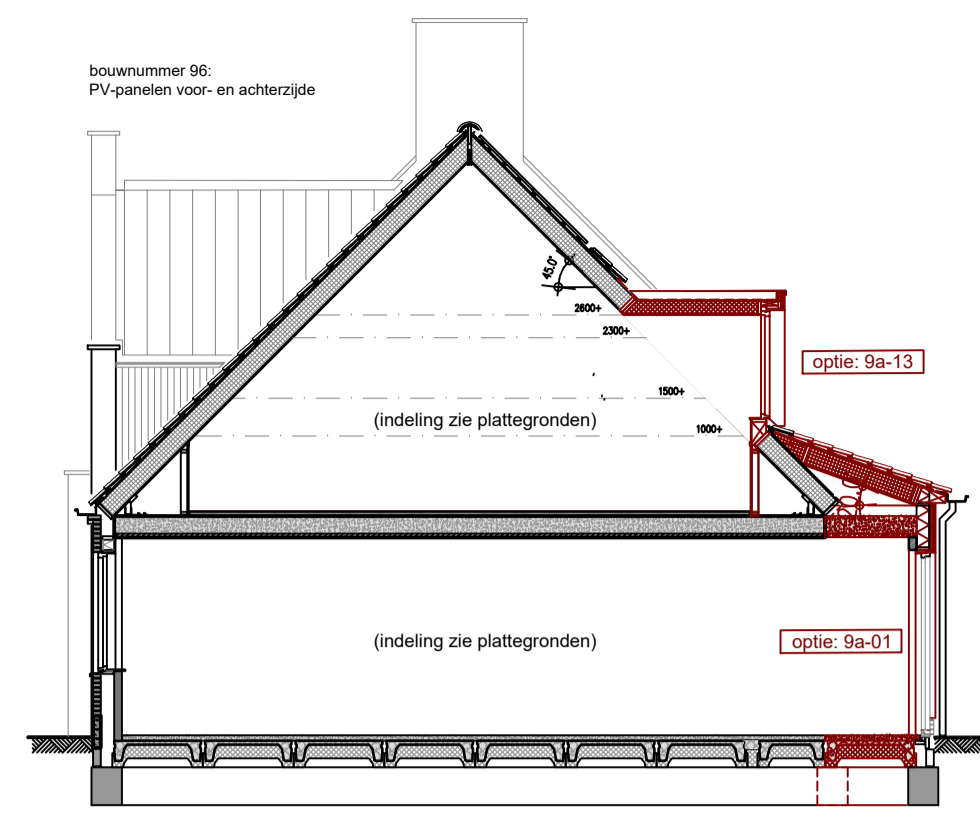 bouwnummer 96:
PV-panelen voor- en achterzijde
45.0°
2600+
2300+
optie: 9a-13
1500+
(indeling zie plattegronden)
1000+
(indeling zie plattegronden)
optie: 9a-01